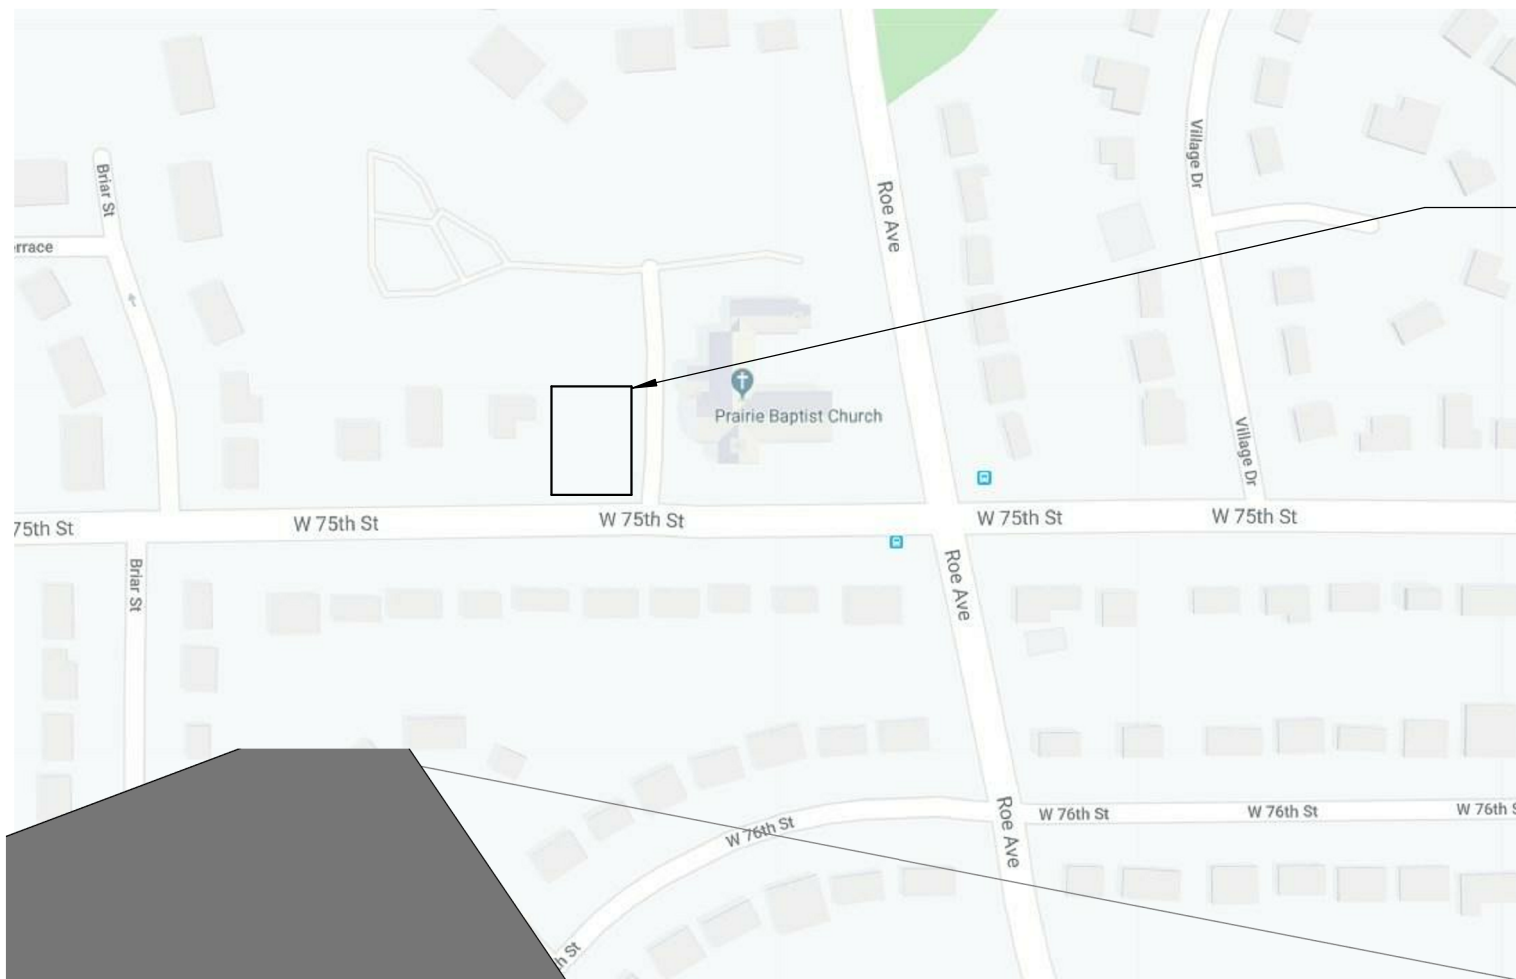 Briar St
Roe Ave
Village Dr
errace
Prairie Baptist Church
Village Dr
75th St
W 75th St
W 75th St
W 75th St
W 75th St
Briar St
Roe Ave
W 76th St
Roe Ave
W 76th St
W 76th St
W 76th S
h St